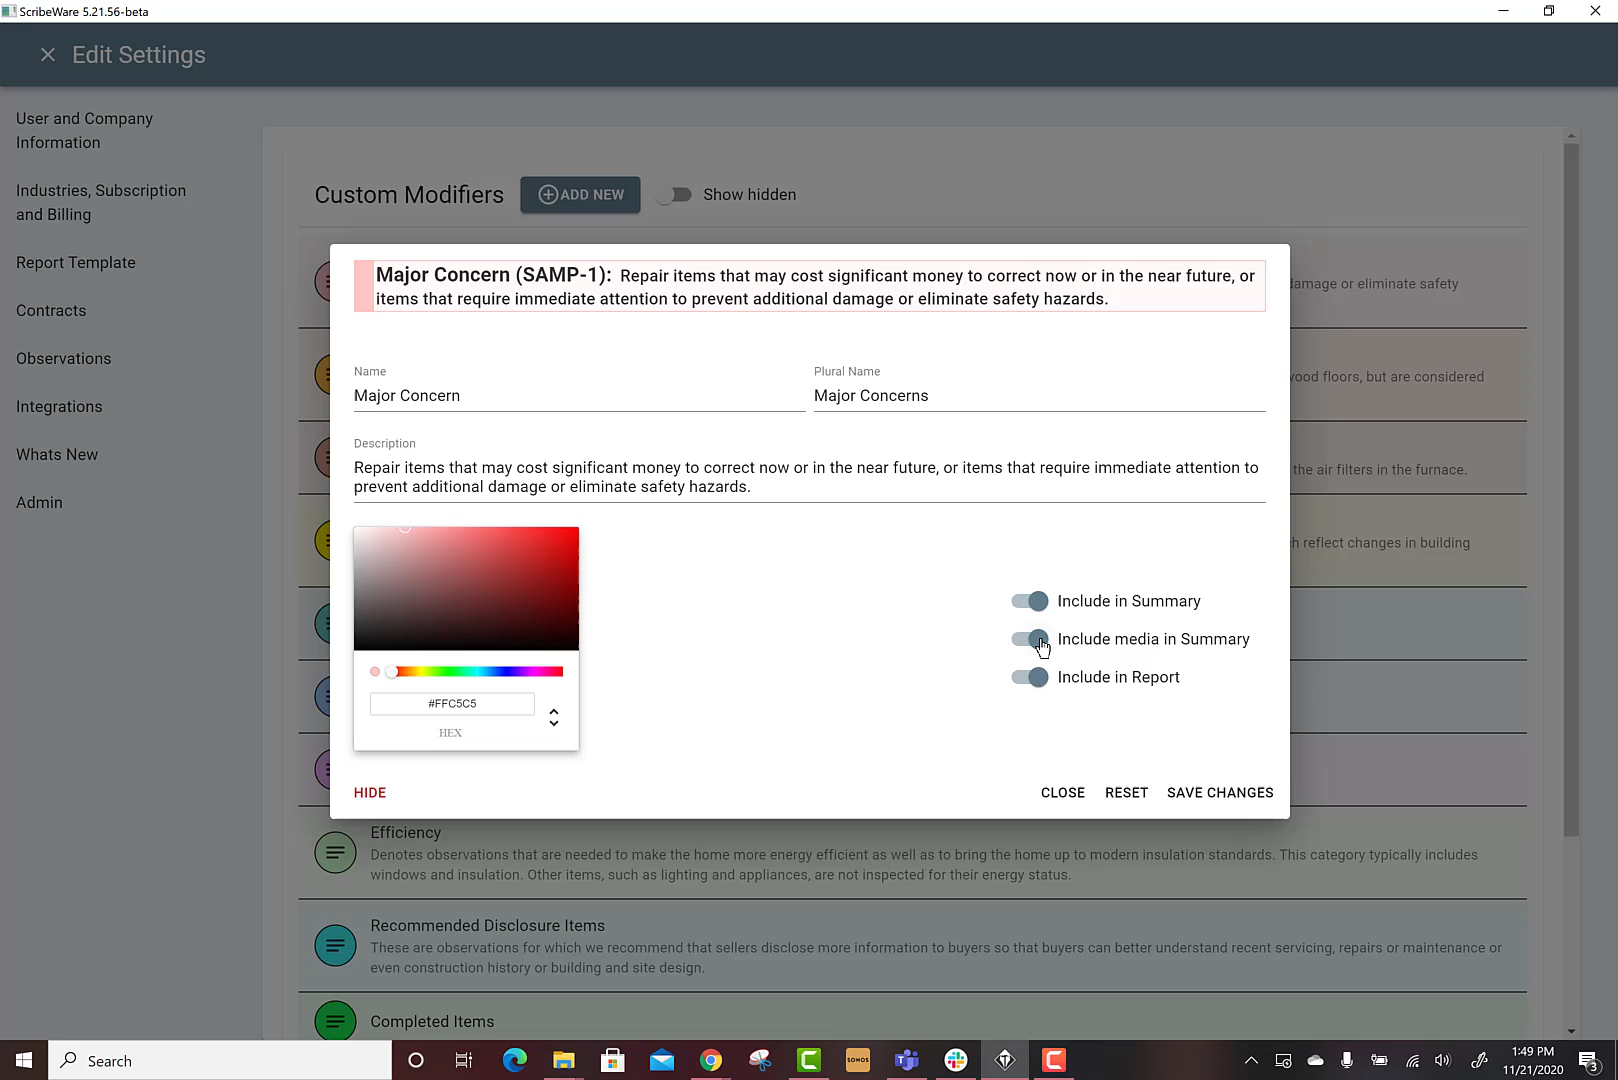 ScribeWare 5.21.56-beta
Edit Settings
User and Company
Information
Industries, Subscription
and Billing
Report Template
Contracts
Observations
Integrations
Whats New
Admin
Custom Modifiers
ADD NEW
Show hidden
damage or eliminate safety
wood floors, but are considered
the air filters in the furnace.
ch reflect changes in building
Major Concern (SAMP-1): Repair items that may cost significant money to correct now or in the near future, or
items that require immediate attention to prevent additional damage or eliminate safety hazards.
Name
Major Concern
Plural Name
Major Concerns
Description
Repair items that may cost significant money to correct now or in the near future, or items that require immediate attention to
prevent additional damage or eliminate safety hazards.
#FFC5C5
HEX
Include in Summary
Include media in Summary
Include in Report
HIDE
CLOSE
RESET
SAVE CHANGES
Efficiency
Denotes observations that are needed to make the home more energy efficient as well as to bring the home up to modern insulation standards. This category typically includes
windows and insulation. Other items, such as lighting and appliances, are not inspected for their energy status.
Recommended Disclosure Items
These are observations for which we recommend that sellers disclose more information to buyers so that buyers can better understand recent servicing, repairs or maintenance or
even construction history or building and site design.
Completed Items
Search
SONOS
1:49 PM
11/21/2020
3